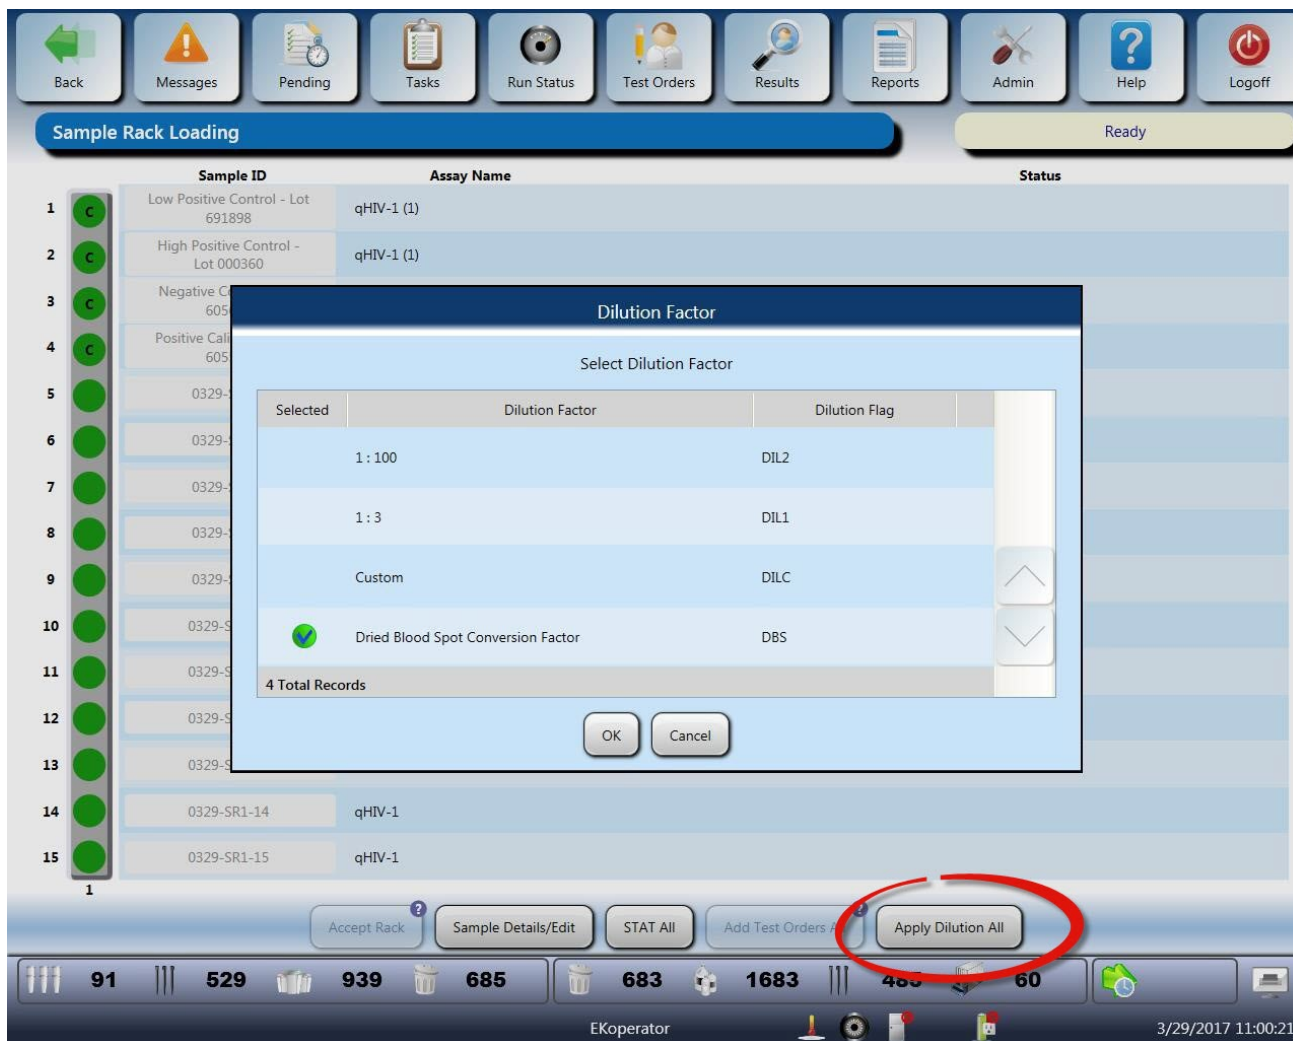 Back
Messages
Pending
Tasks
Run Status
Test Orders
Results
Reports
Admin
Help
Logoff
Sample Rack Loading
Ready
Sample ID Assay Name Status
1 C Low Positive Control - Lot
691898
qHIV-1 (1)
2 C High Positive Control -
Lot 000360
qHIV-1 (1)
3 C Negative
605
4 C Positive Cali
605
5 0329-
6 0329-
7 0329-
8 0329-
9 0329-
10 0329-S
11 0329-S
12 0329-S
13 0329-S
14 0329-SR1-14 qHIV-1
15 0329-SR1-15 qHIV-1
1
Dilution Factor
Select Dilution Factor
Selected Dilution Factor Dilution Flag
1 : 100 DIL2
1 : 3 DIL1
Custom DILC
Dried Blood Spot Conversion Factor DBS
4 Total Records
OK Cancel
Accept Rack ?
Sample Details/Edit
STAT All
Add Test Orders ?
Apply Dilution All
91 529 939 685 683 1683 485 60
EKoperator 3/29/2017 11:00:21